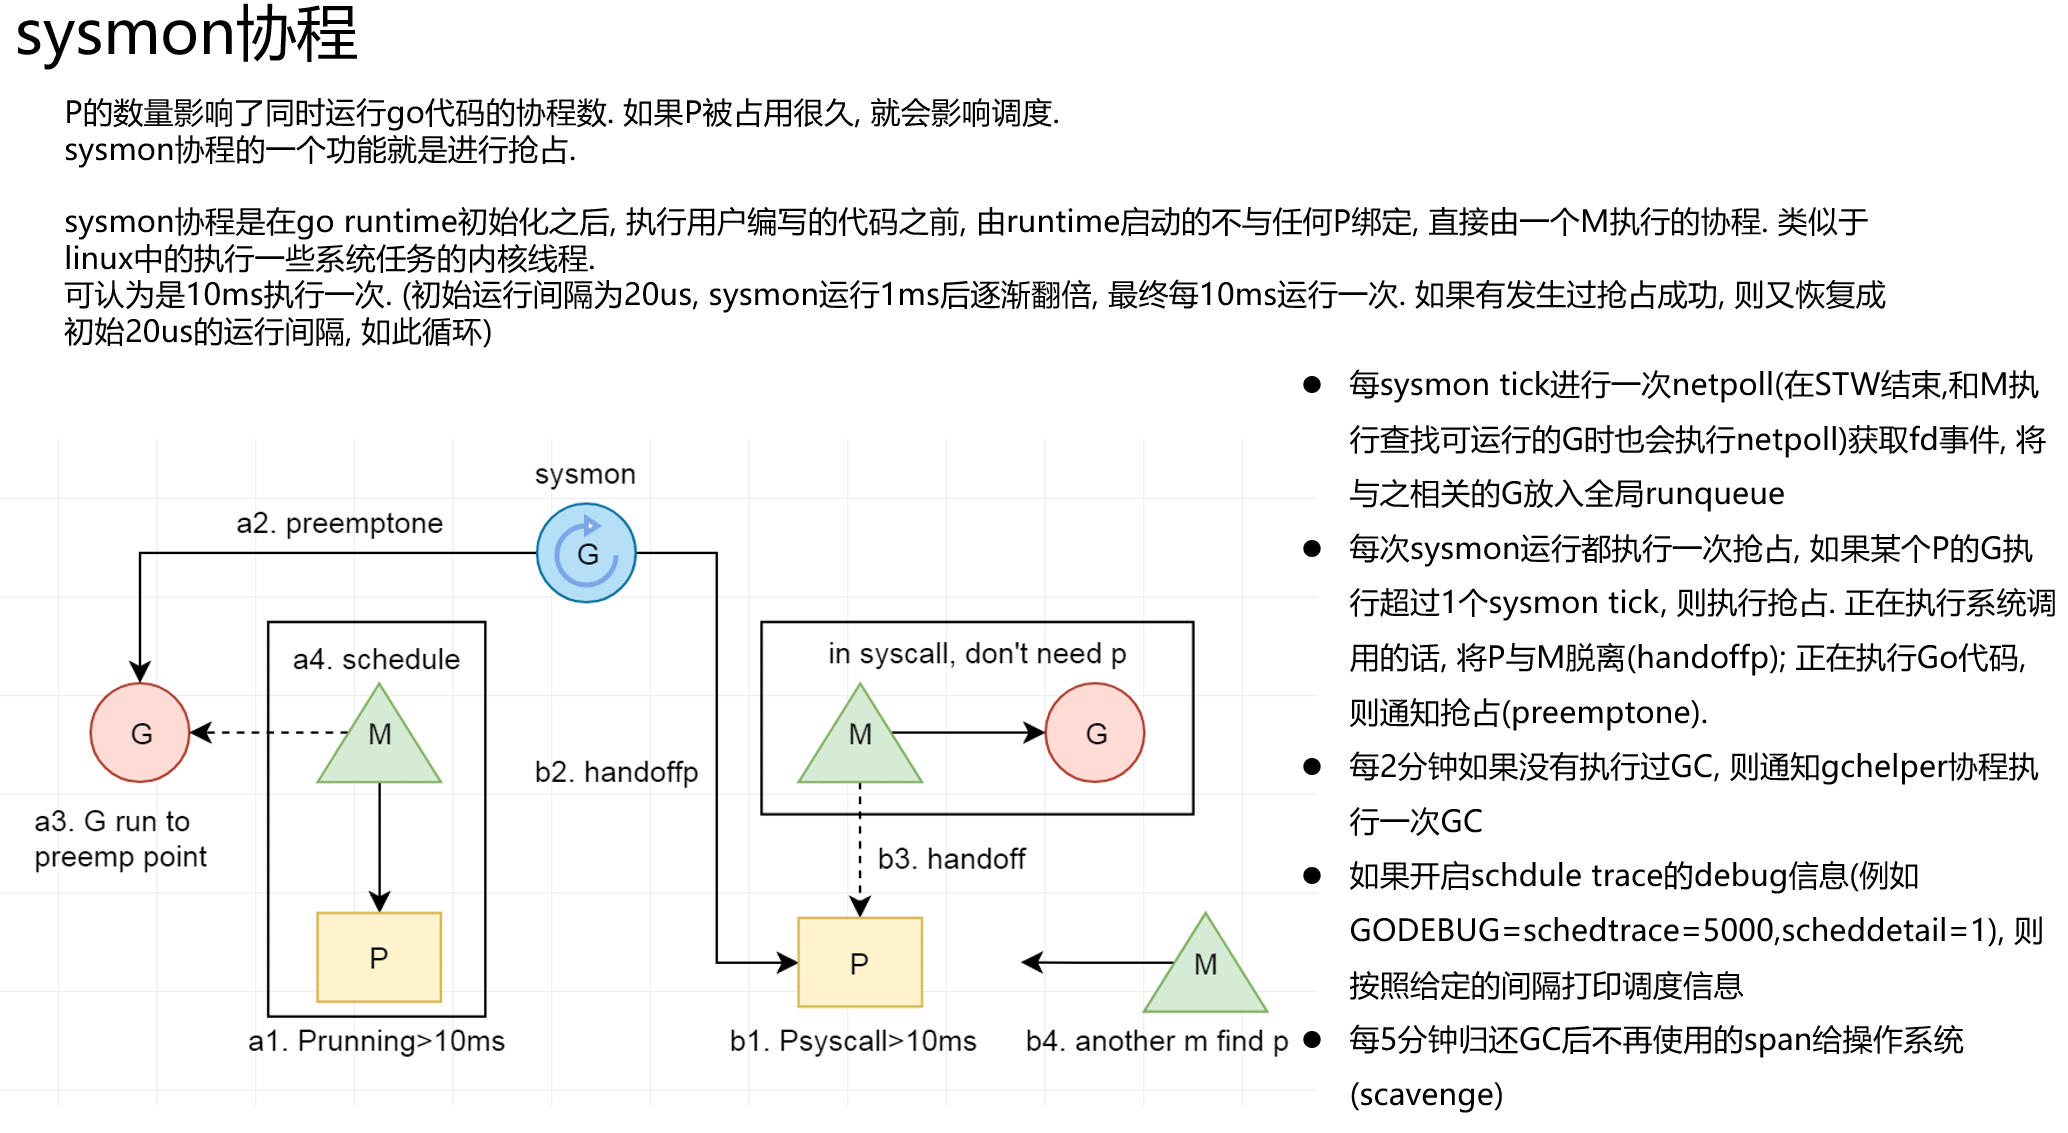 sysmon协程
P的数量影响了同时运行go代码的协程数. 如果P被占用很久, 就会影响调度.
sysmon协程的一个功能就是进行抢占.
sysmon协程是在go runtime初始化之后, 执行用户编写的代码之前, 由runtime启动的不与任何P绑定, 直接由一个M执行的协程. 类似于
linux中的执行一些系统任务的内核线程.
可认为是10ms执行一次. (初始运行间隔为20us, sysmon运行1ms后逐渐翻倍, 最终每10ms运行一次. 如果有发生过抢占成功, 则又恢复成
初始20us的运行间隔, 如此循环)
sysmon
a2. preemptone
G
a4. schedule
in syscall, don't need p
G
M
M
G
b2. handoffp
a3. G run to
preemp point
b3. handoff
P
P
M
a1. Prunning>10ms
b1. Psyscall>10ms
b4. another m find p
● 每sysmon tick进行一次netpoll(在STW结束,和M执
行查找可运行的G时也会执行netpoll)获取fd事件, 将
与之相关的G放入全局runqueue
● 每次sysmon运行都执行一次抢占, 如果某个P的G执
行超过1个sysmon tick, 则执行抢占. 正在执行系统调
用的话, 将P与M脱离(handoffp); 正在执行Go代码,
则通知抢占(preemptone).
● 每2分钟如果没有执行过GC, 则通知gchelper协程执
行一次GC
● 如果开启schdule trace的debug信息(例如
GODEBUG=schedtrace=5000,scheddetail=1), 则
按照给定的间隔打印调度信息
● 每5分钟归还GC后不再使用的span给操作系统
(scavenge)